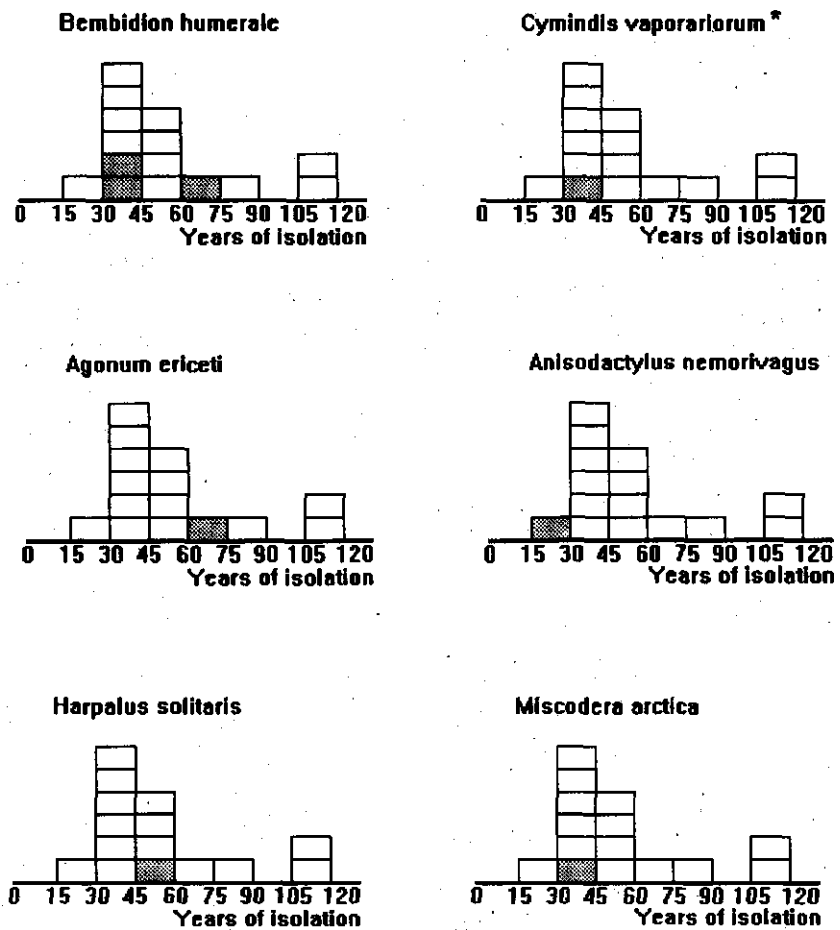 Bembidion humerale
0 15 30 45 60 75 90 105 120
Years of isolation
Cymindis vaporariorum *
0 15 30 45 60 75 90 105 120
Years of isolation
Agonum ericeti
0 15 30 45 60 75 90 105 120
Years of isolation
Anisodactylus nemorivagus
0 15 30 45 60 75 90 105 120
Years of isolation
Harpalus solitaris
0 15 30 45 60 75 90 105 120
Years of isolation
Miscodera arctica
0 15 30 45 60 75 90 105 120
Years of isolation